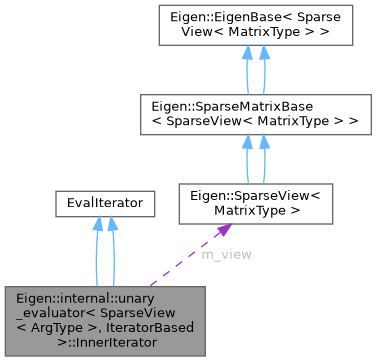 Eigen::EigenBase< Sparse
View< MatrixType > >
Eigen::SparseMatrixBase
< SparseView< MatrixType > >
EvalIterator
Eigen::SparseView<
MatrixType >
m_view
Eigen::internal::unary
_evaluator< SparseView
< ArgType >, IteratorBased
>::InnerIterator